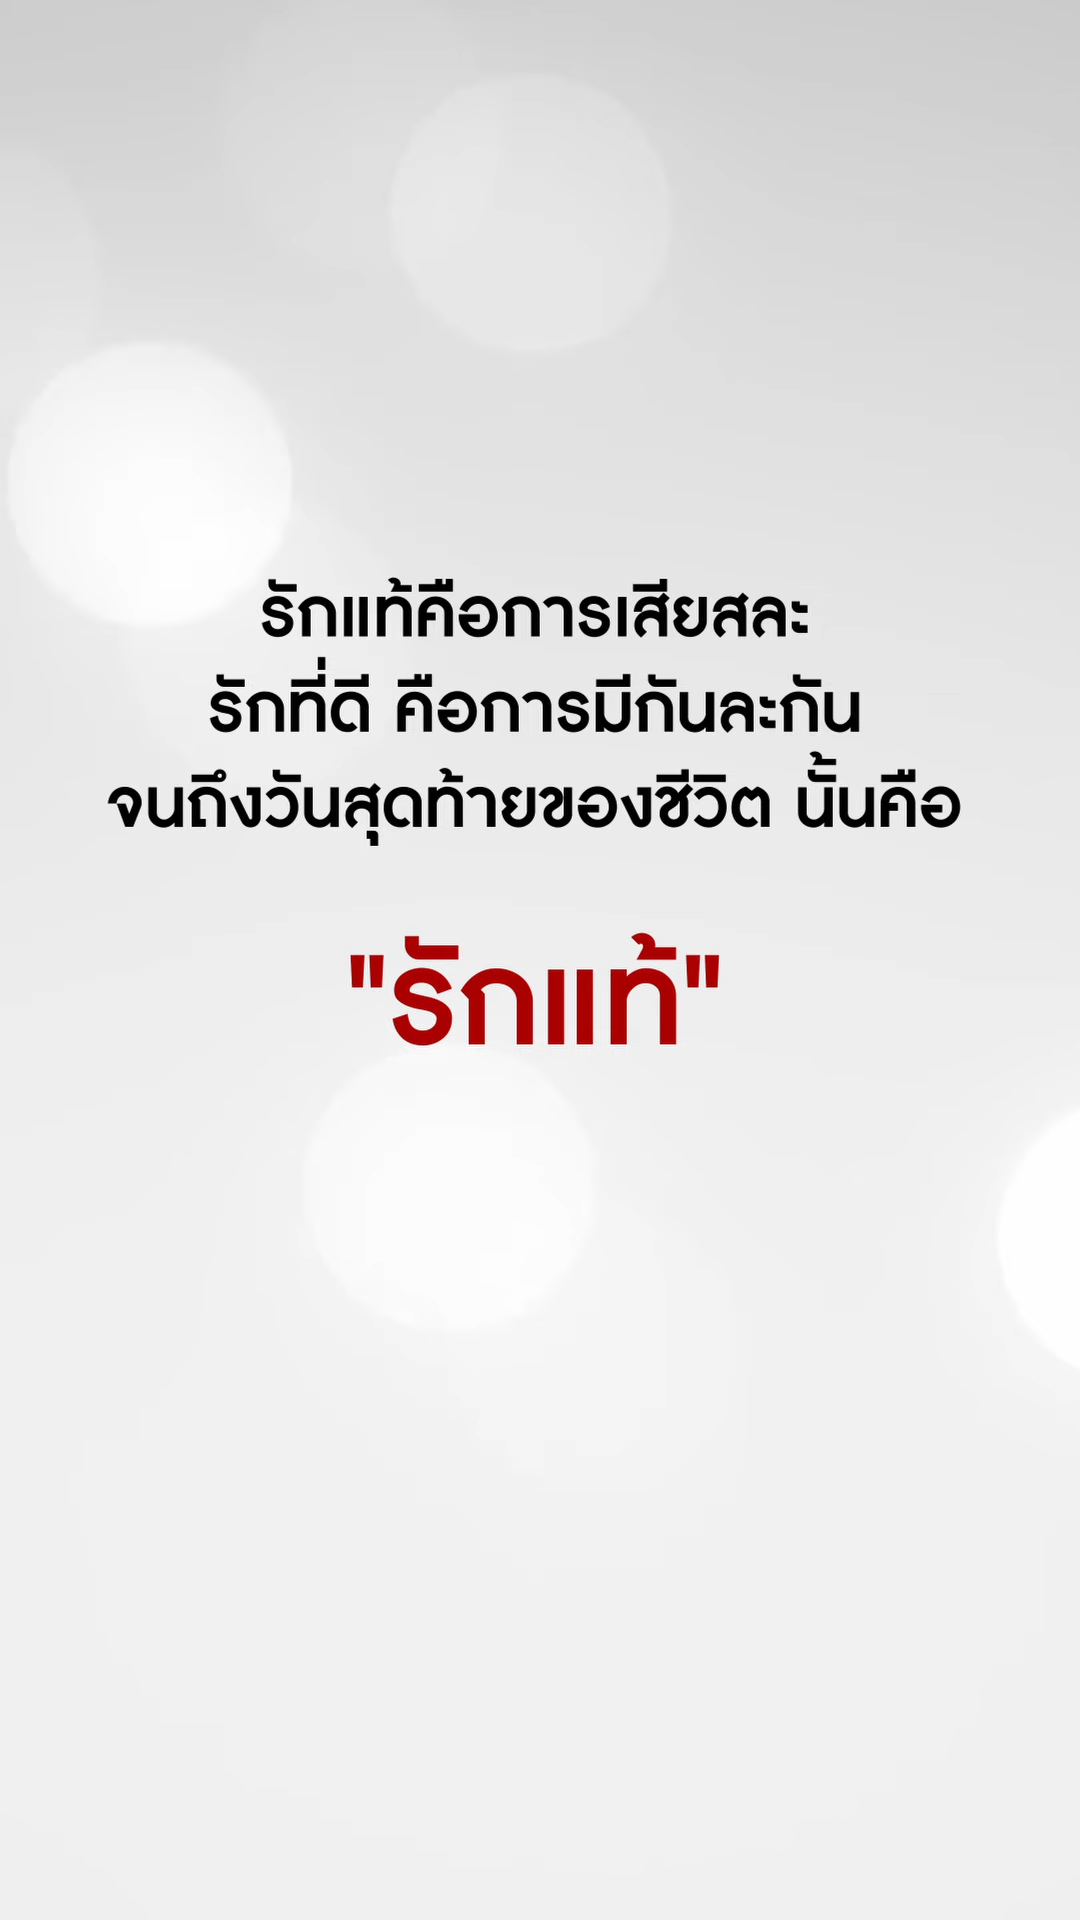 รักแท้คือการเสียสละ
รักที่ดี คือการมีกันละกัน
จนถึงวันสุดท้ายของชีวิต นั้นคือ
"รักแท้"